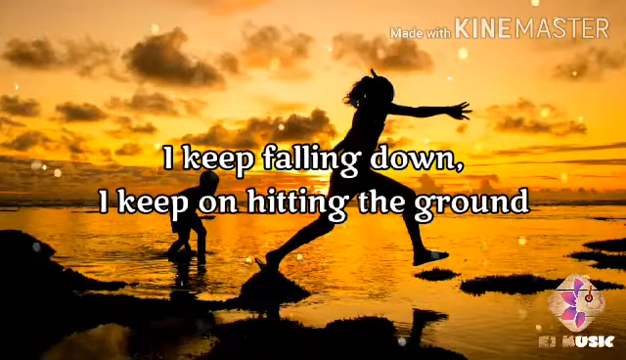 Made with KINEMASTER
I keep falling down,
I keep on hitting the ground
EJ MUSIC